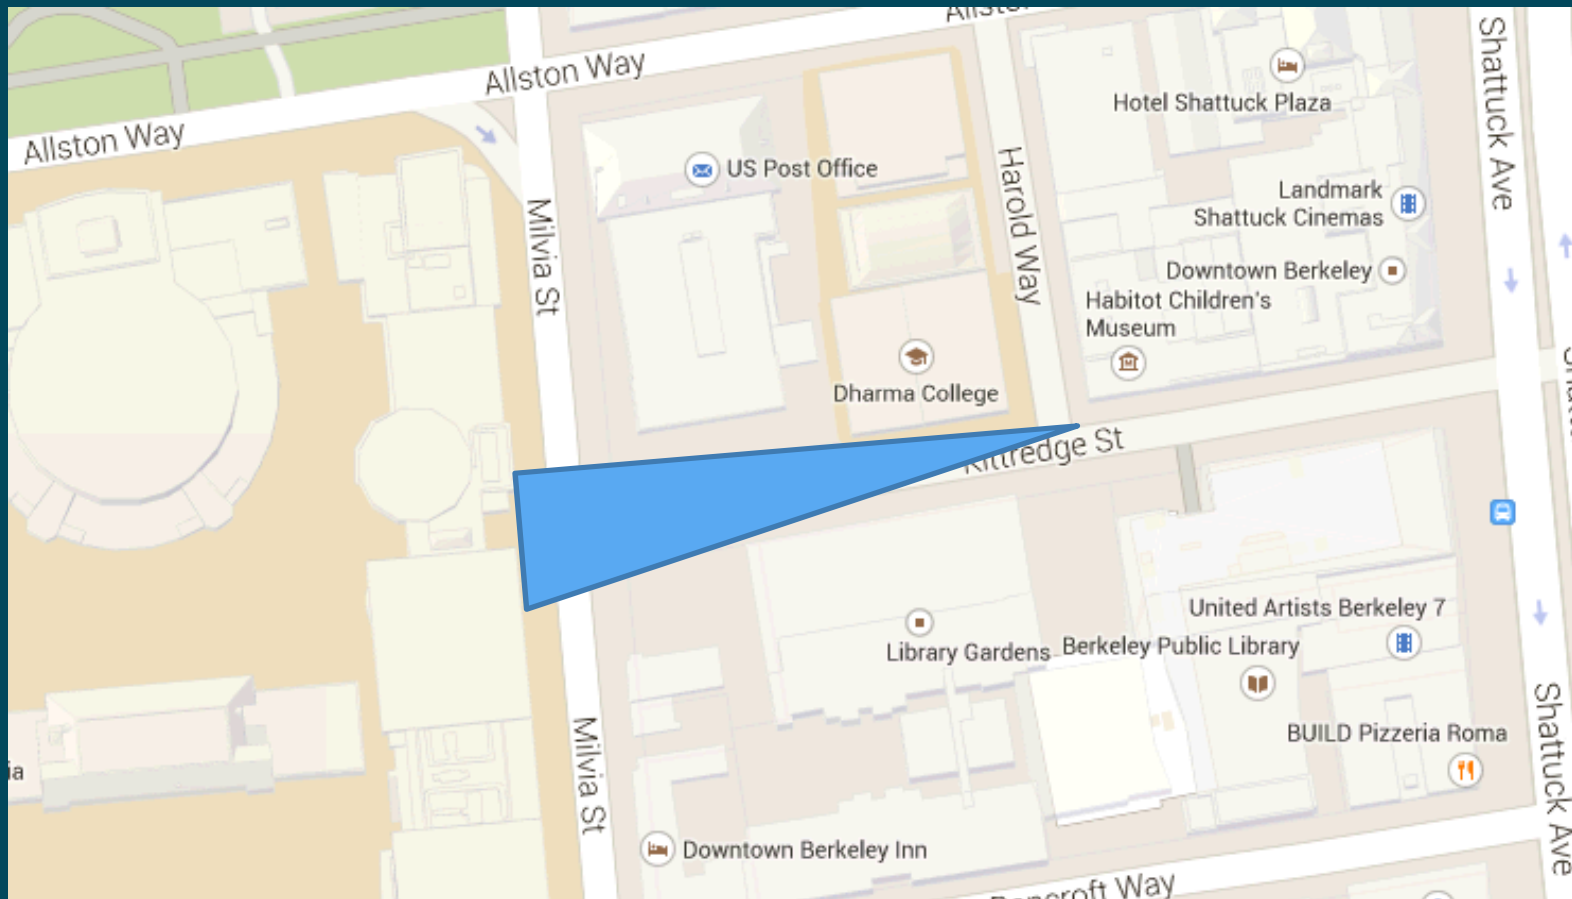 Allston Way
Allston Way
Milvia St
US Post Office
Harold Way
Hotel Shattuck Plaza
Shattuck Ave
Landmark
Shattuck Cinemas
Downtown Berkeley
Habitot Children's
Museum
Dharma College
Kittredge St
Library Gardens
Berkeley Public Library
United Artists Berkeley 7
BUILD Pizzeria Roma
Milvia St
Shattuck Ave
Downtown Berkeley Inn
Bancroft Way
ia